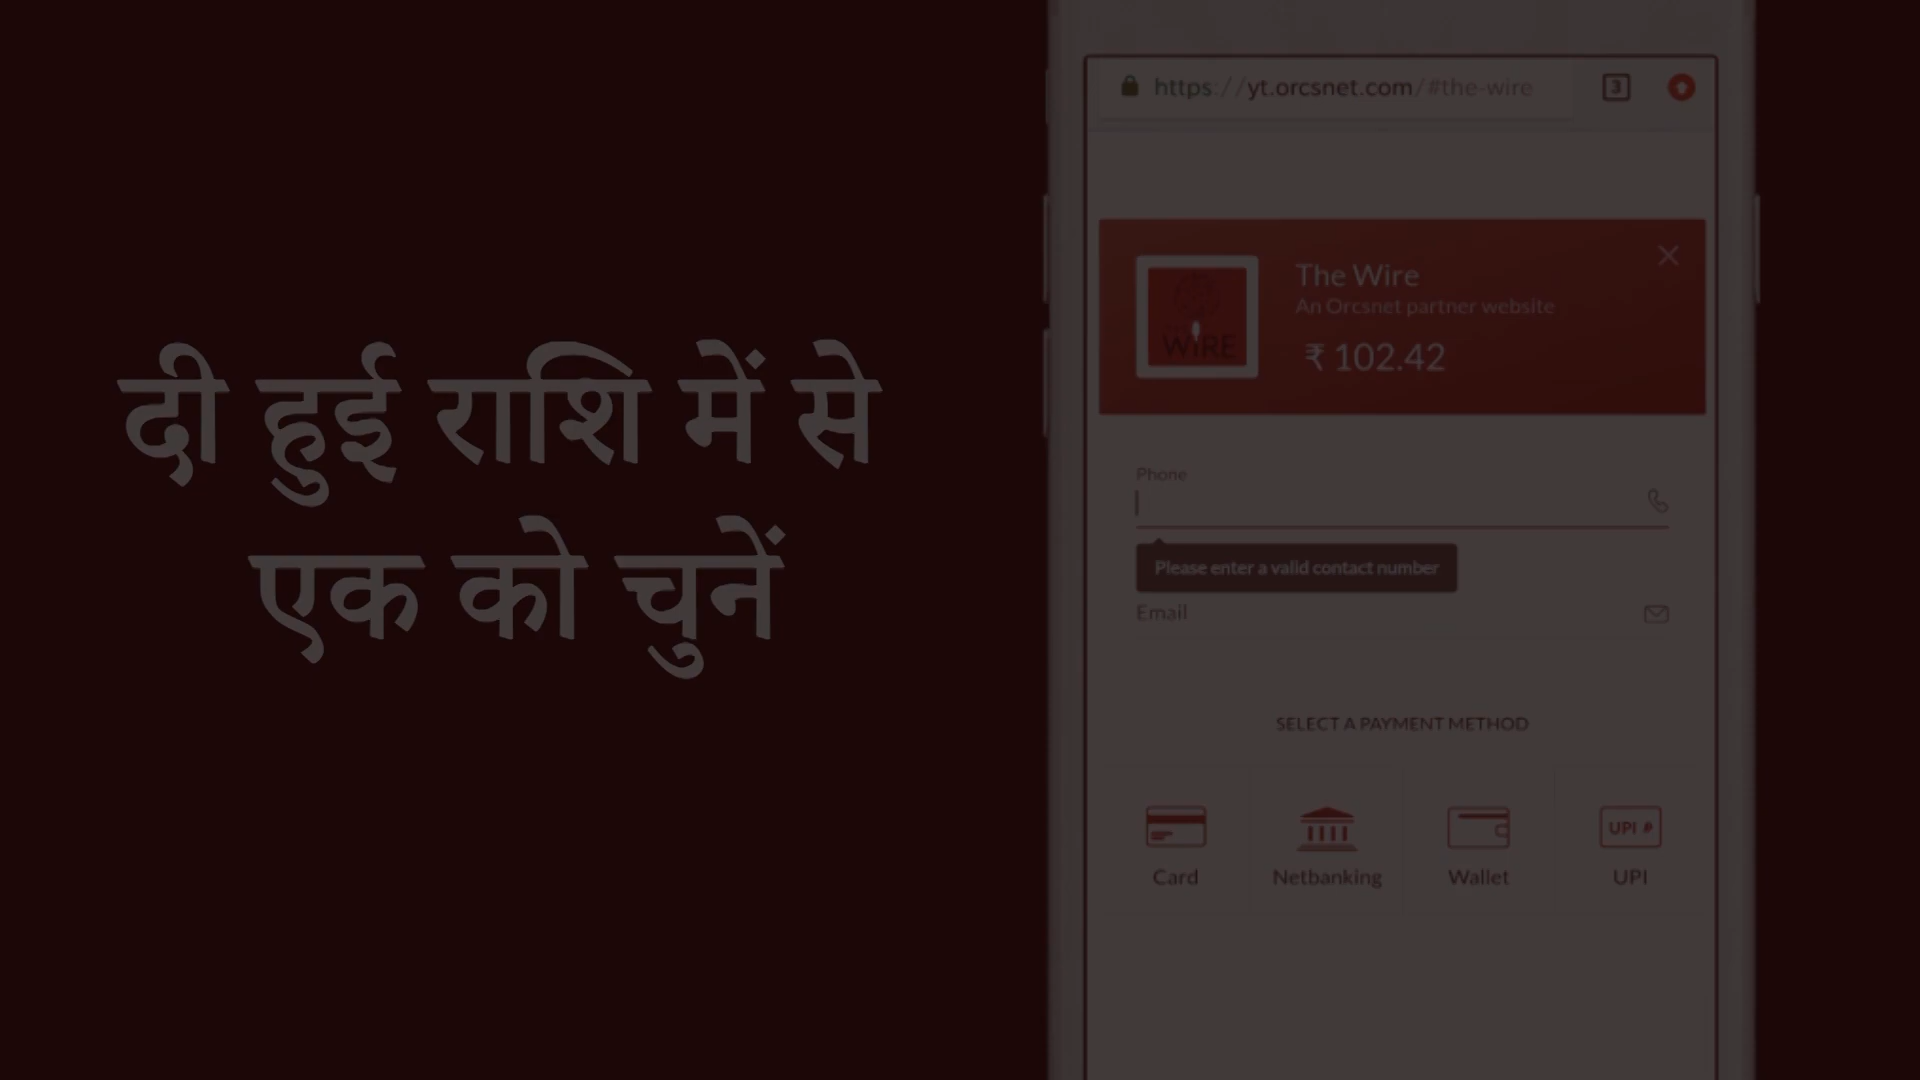 दी हुई राशि में से
एक को चुनें
https://yt.orcsnet.com/#the-wire
3
The Wire
An Orcsnet partner website
₹ 102.42
WIRE
Phone
Please enter a valid contact number
Email
SELECT A PAYMENT METHOD
UPI
Card
Netbanking
Wallet
UPI